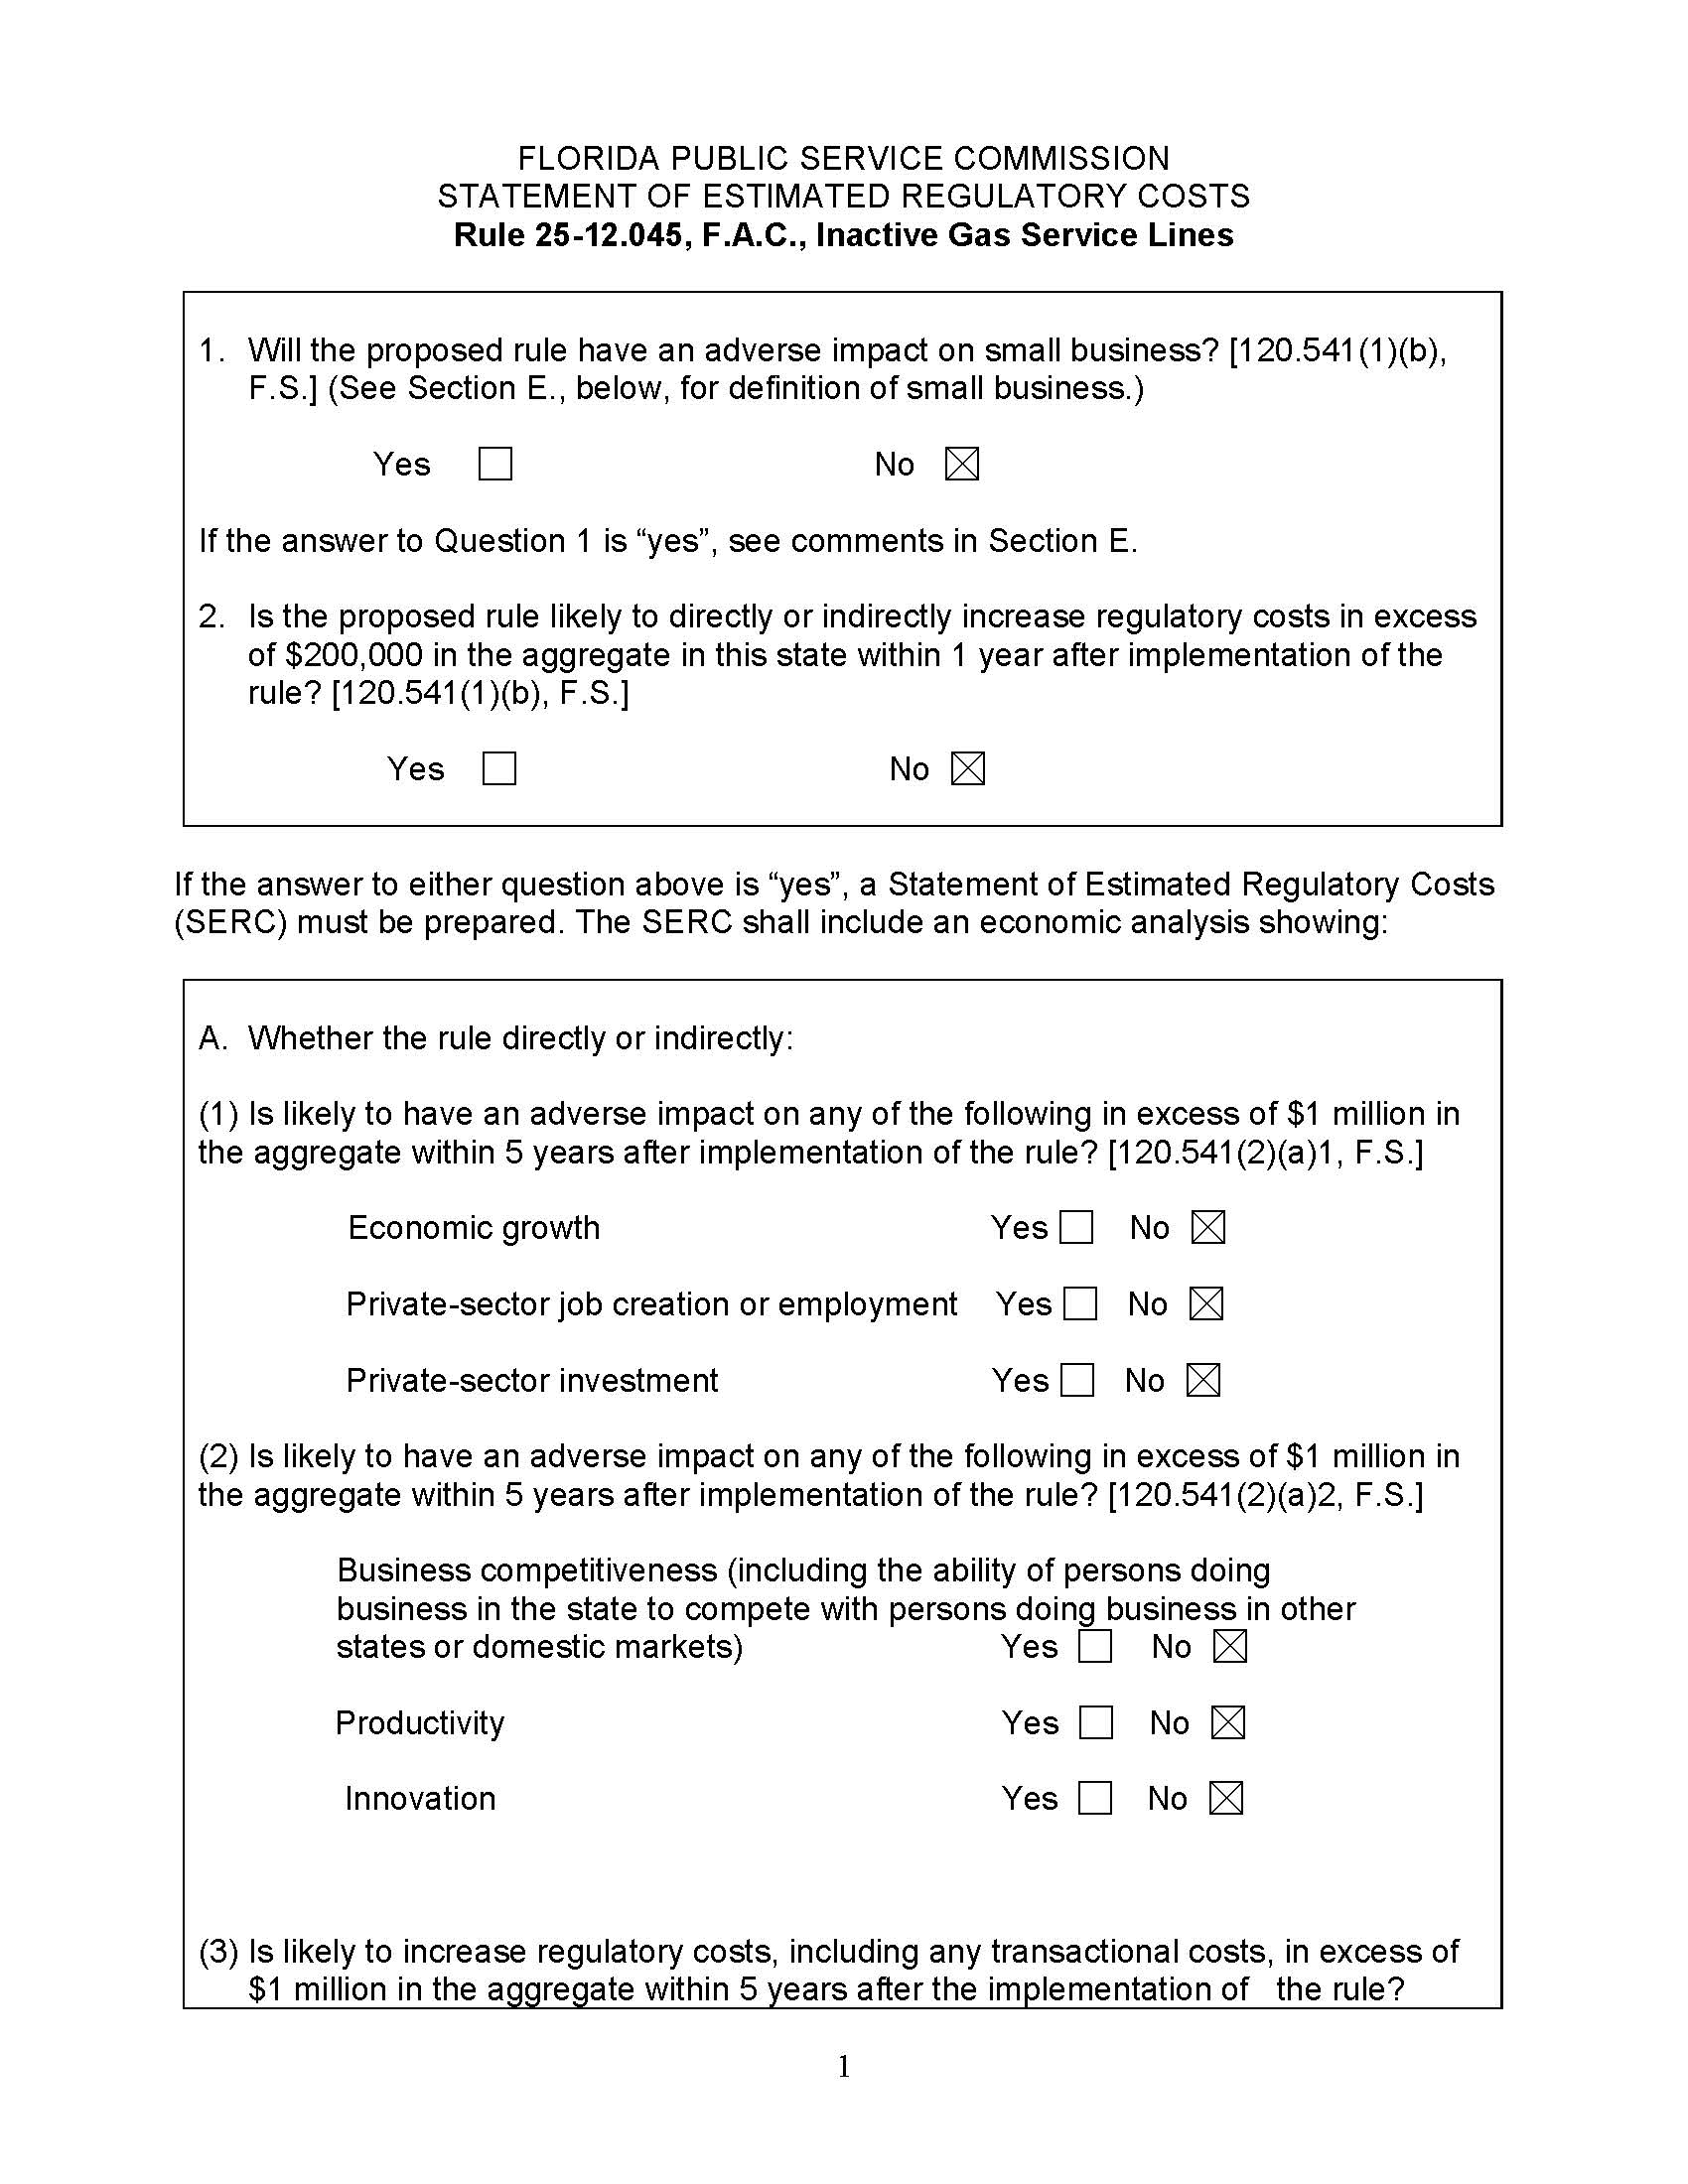 FLORIDA PUBLIC SERVICE COMMISSION
STATEMENT OF ESTIMATED REGULATORY COSTS
Rule 25-12.045, F.A.C., Inactive Gas Service Lines
1. Will the proposed rule have an adverse impact on small business? [120.541(1)(b),
F.S.] (See Section E., below, for definition of small business.)
Yes ☐ No ☒
If the answer to Question 1 is “yes”, see comments in Section E.
2. Is the proposed rule likely to directly or indirectly increase regulatory costs in excess
of $200,000 in the aggregate in this state within 1 year after implementation of the
rule? [120.541(1)(b), F.S.]
Yes ☐ No ☒
If the answer to either question above is “yes”, a Statement of Estimated Regulatory Costs
(SERC) must be prepared. The SERC shall include an economic analysis showing:
A. Whether the rule directly or indirectly:
(1) Is likely to have an adverse impact on any of the following in excess of $1 million in
the aggregate within 5 years after implementation of the rule? [120.541(2)(a)1, F.S.]
Economic growth Yes ☐ No ☒
Private-sector job creation or employment Yes ☐ No ☒
Private-sector investment Yes ☐ No ☒
(2) Is likely to have an adverse impact on any of the following in excess of $1 million in
the aggregate within 5 years after implementation of the rule? [120.541(2)(a)2, F.S.]
Business competitiveness (including the ability of persons doing
business in the state to compete with persons doing business in other
states or domestic markets) Yes ☐ No ☒
Productivity Yes ☐ No ☒
Innovation Yes ☐ No ☒
(3) Is likely to increase regulatory costs, including any transactional costs, in excess of
$1 million in the aggregate within 5 years after the implementation of the rule?
1